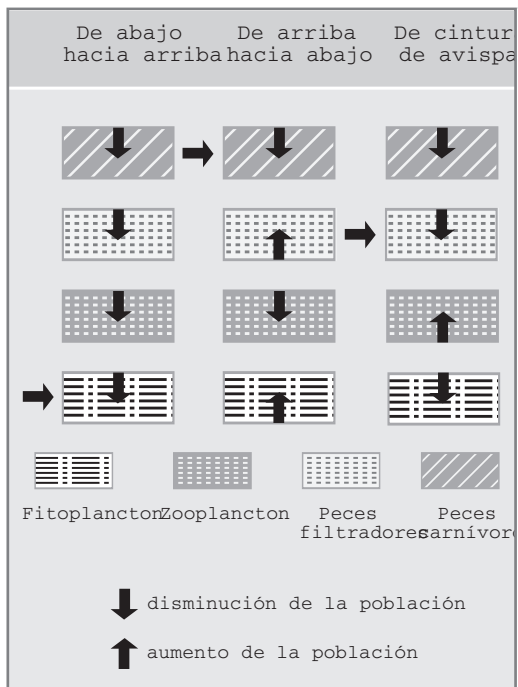 De abajo
hacia arriba
De arriba
hacia abajo
De cintur
de avispa
Fitoplancton
Zooplancton
Peces
filtradores
Peces
carnívoro
disminución de la población
aumento de la población